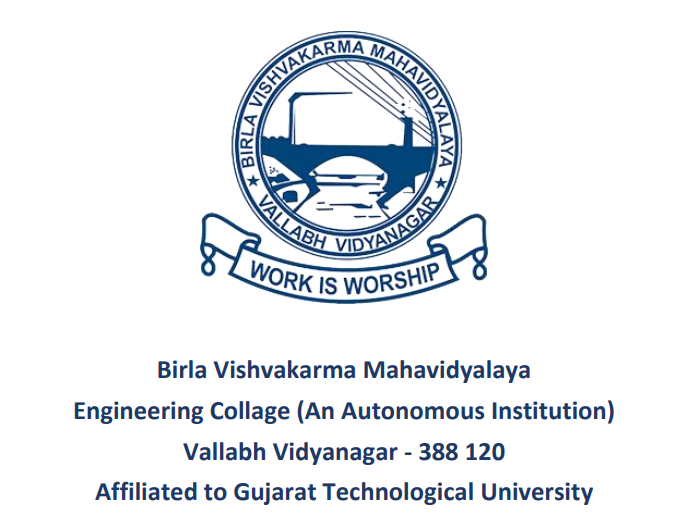 BIRLA VISHVAKARMA MAHAVIDYALAYA
★ VALLABH VIDYANAGAR ★
WORK IS WORSHIP
Birla Vishvakarma Mahavidyalaya
Engineering Collage (An Autonomous Institution)
Vallabh Vidyanagar - 388 120
Affiliated to Gujarat Technological University